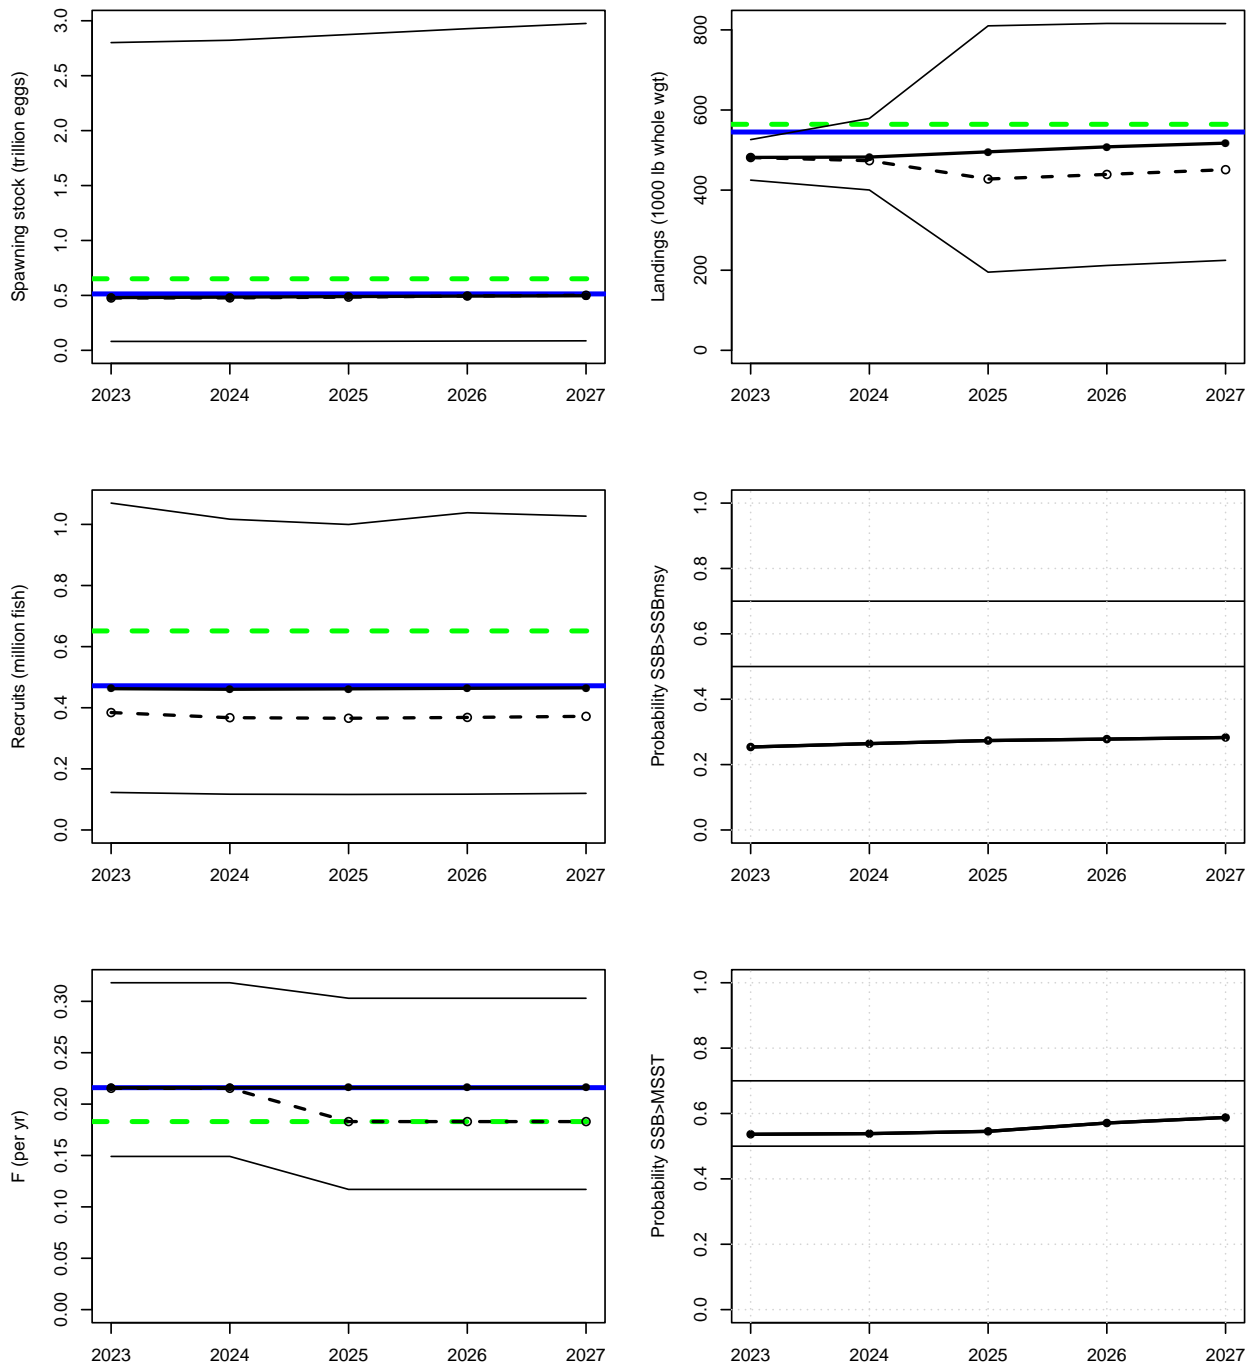 Spawning stock (trillion eggs)
0.0 0.5 1.0 1.5 2.0 2.5 3.0
2023 2024 2025 2026 2027
Landings (1000 lb whole wgt)
0 200 400 600 800
2023 2024 2025 2026 2027
Recruits (million fish)
0.0 0.2 0.4 0.6 0.8 1.0
2023 2024 2025 2026 2027
Probability SSB>SSBmsy
0.0 0.2 0.4 0.6 0.8 1.0
2023 2024 2025 2026 2027
F (per yr)
0.00 0.05 0.10 0.15 0.20 0.25 0.30
2023 2024 2025 2026 2027
Probability SSB>MSST
0.0 0.2 0.4 0.6 0.8 1.0
2023 2024 2025 2026 2027